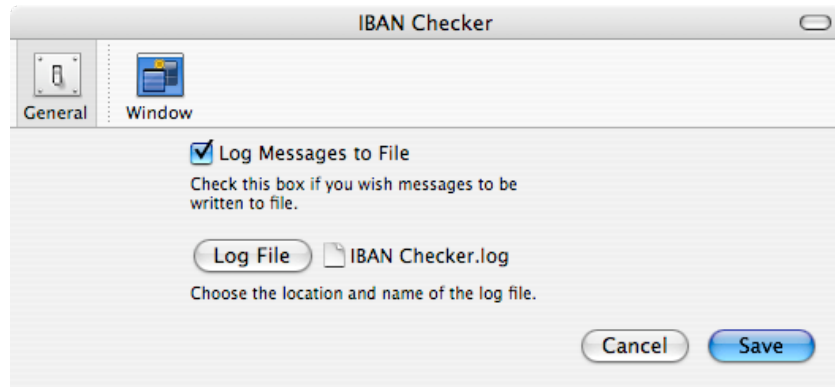 IBAN Checker
General
Window
Log Messages to File
Check this box if you wish messages to be
written to file.
Log File
IBAN Checker.log
Choose the location and name of the log file.
Cancel
Save